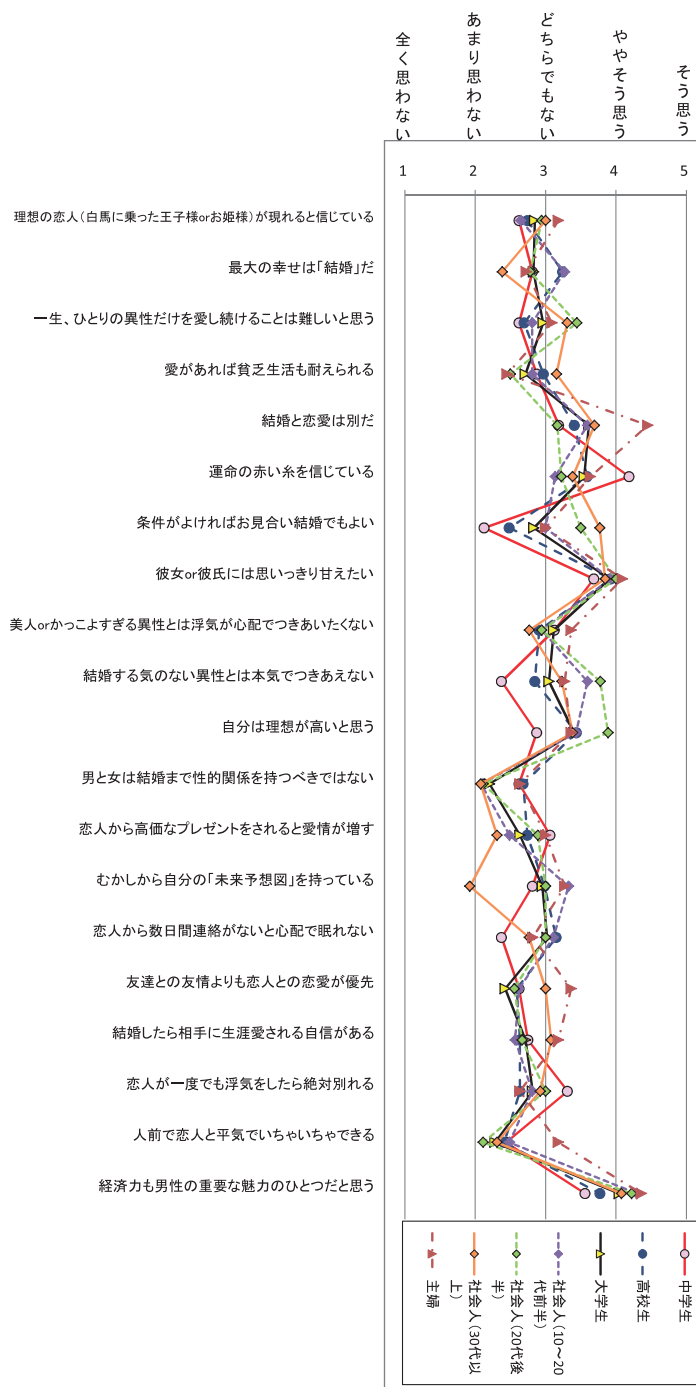 全く思わない
あまり思わない
どちらでもない
ややそう思う
そう思う
1
2
3
4
5
理想の恋人(白馬に乗った王子様orお姫様)が現れると信じている
最大の幸せは「結婚」だ
一生、ひとりの異性だけを愛し続けることは難しいと思う
愛があれば貧乏生活も耐えられる
結婚と恋愛は別だ
運命の赤い糸を信じている
条件がよければお見合い結婚でもよい
彼女or彼氏には思いっきり甘えたい
美人orかっこよすぎる異性とは浮気が心配でつきあいたくない
結婚する気のない異性とは本気でつきあえない
自分は理想が高いと思う
男と女は結婚まで性的関係を持つべきではない
恋人から高価なプレゼントをされると愛情が増す
むかしから自分の「未来予想図」を持っている
恋人から数日間連絡がないと心配で眠れない
友達との友情よりも恋人との恋愛が優先
結婚したら相手に生涯愛される自信がある
恋人が一度でも浮気をしたら絶対別れる
人前で恋人と平気でいちゃいちゃできる
経済力も男性の重要な魅力のひとつだと思う
中学生
高校生
大学生
社会人(10～20
代前半)
社会人(20代後
半)
社会人(30代以
上)
主婦